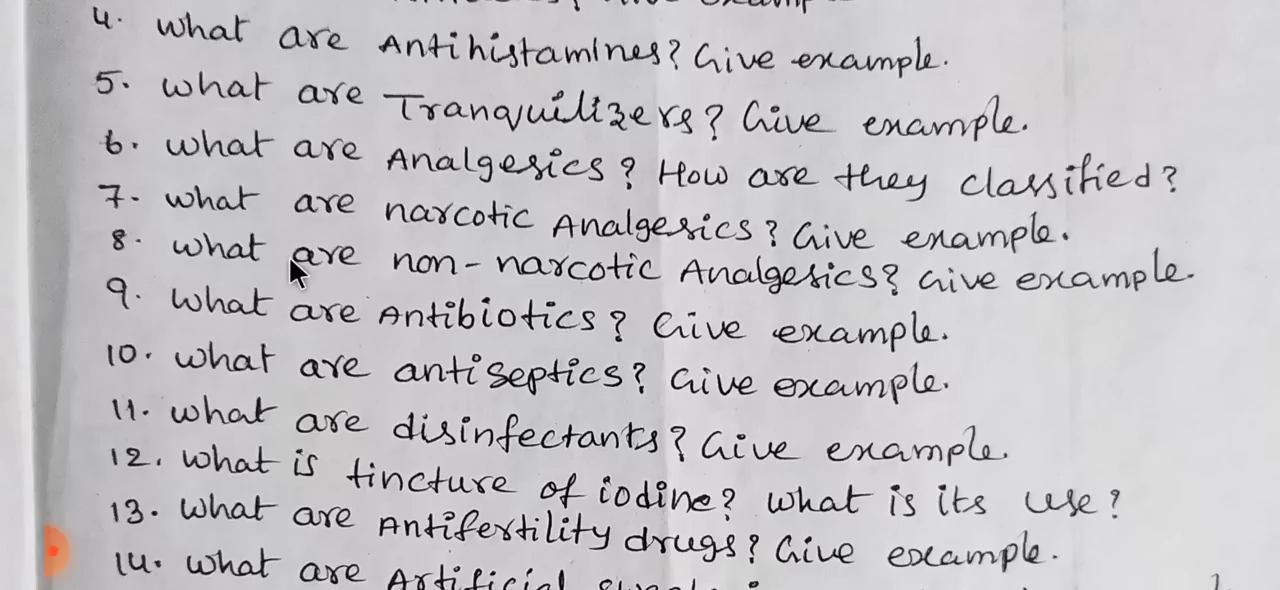 4. What are Antihistamines? Give example.
5. What are Tranquilizers? Give example.
6. What are Analgesics? How are they classified?
7. What are narcotic Analgesics? Give example.
8. What are non-narcotic Analgesics? Give example.
9. What are Antibiotics? Give example.
10. What are antiseptics? Give example.
11. What are disinfectants? Give example.
12. What is tincture of iodine? What is its use?
13. What are Antifertility drugs? Give example.
14. What are Artificial